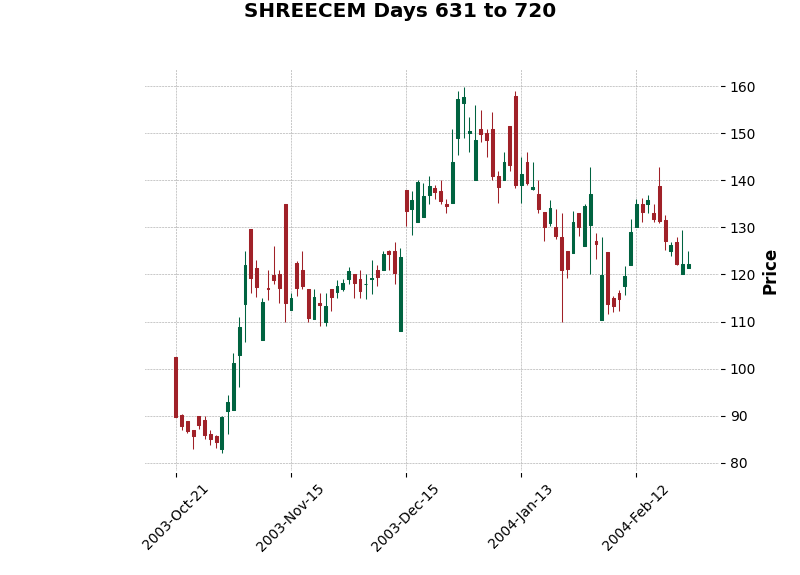 SHREECEM Days 631 to 720
160
150
140
130
120
110
100
90
80
Price
2003-Oct-21
2003-Nov-15
2003-Dec-15
2004-Jan-13
2004-Feb-12